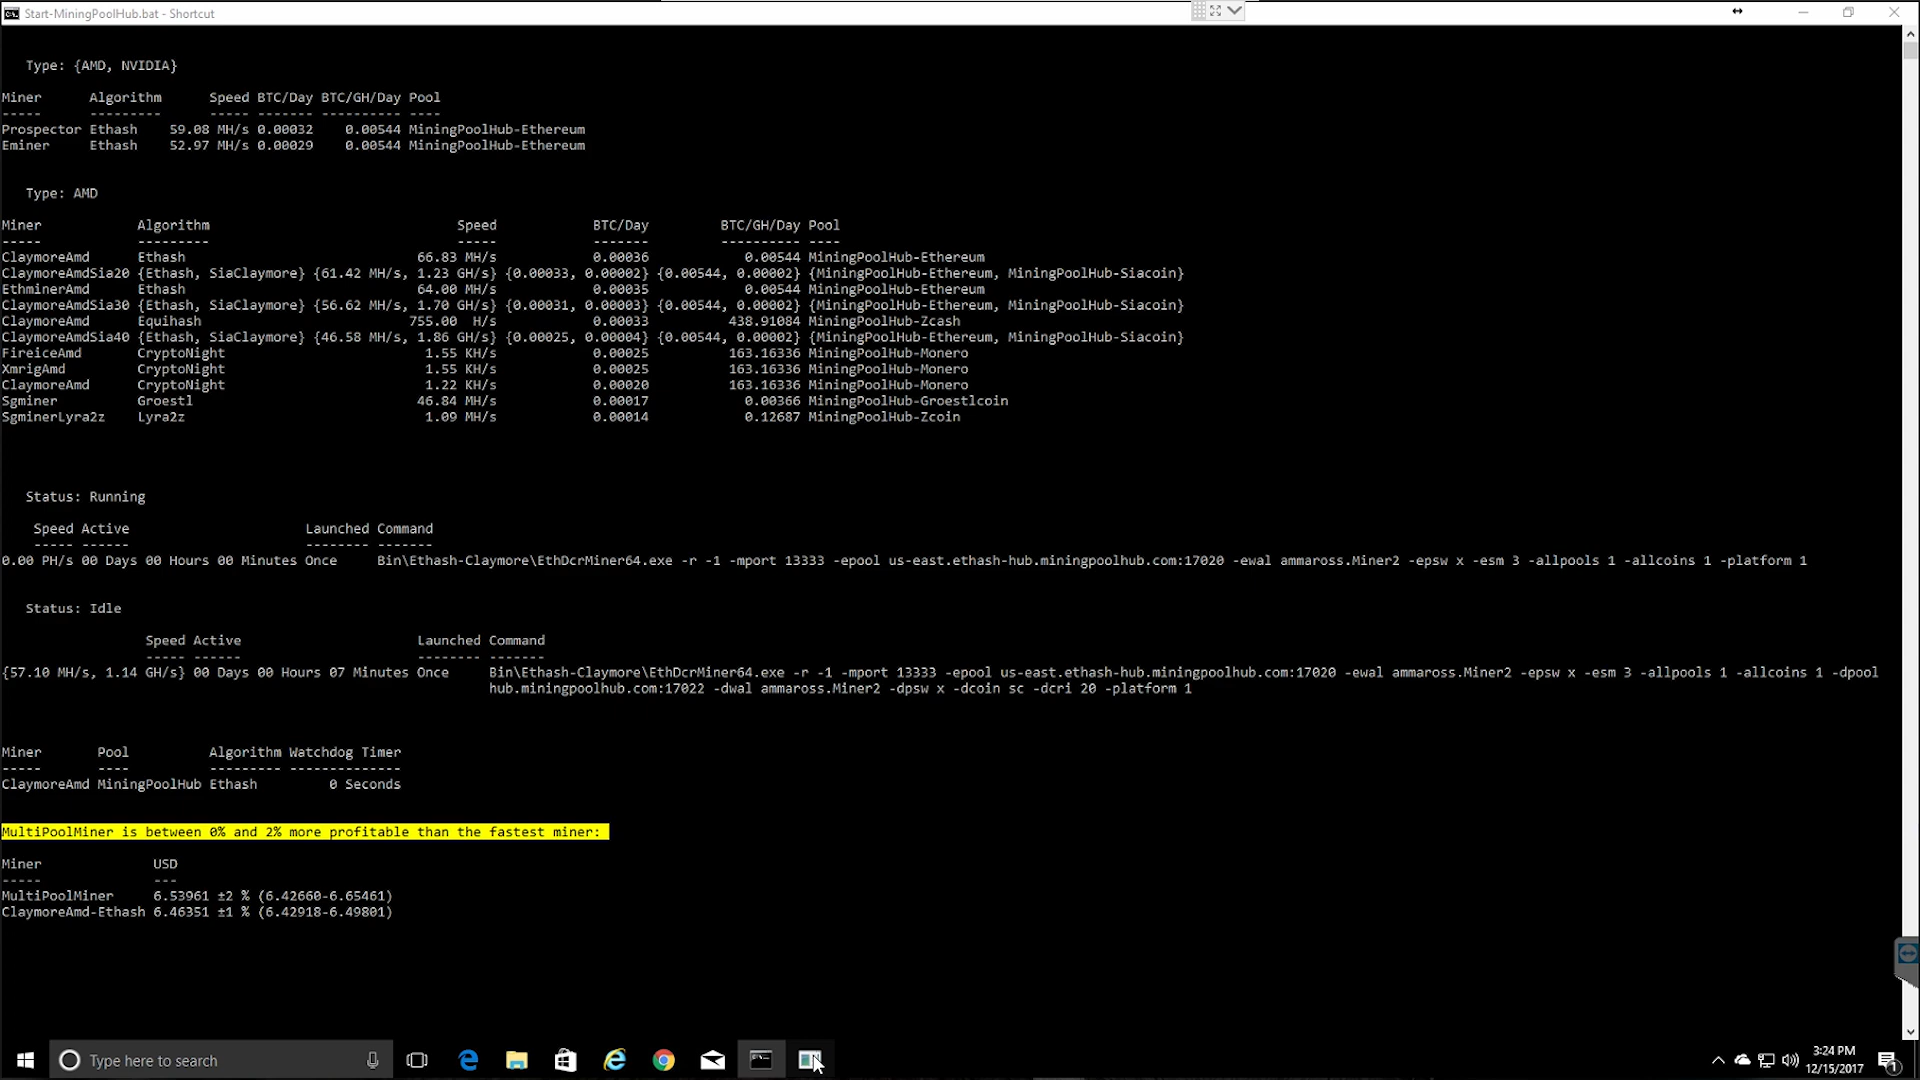 Start-MiningPoolHub.bat - Shortcut
Type: {AMD, NVIDIA}
Miner Algorithm Speed BTC/Day BTC/GH/Day Pool
----- --------- ----- ------- ---------- ----
Prospector Ethash 59.08 MH/s 0.00032 0.00544 MiningPoolHub-Ethereum
Eminer Ethash 52.97 MH/s 0.00029 0.00544 MiningPoolHub-Ethereum
Type: AMD
Miner Algorithm Speed BTC/Day BTC/GH/Day Pool
----- --------- ----- ------- ---------- ----
ClaymoreAmd Ethash 66.83 MH/s 0.00036 0.00544 MiningPoolHub-Ethereum
ClaymoreAmdSia20 {Ethash, SiaClaymore} {61.42 MH/s, 1.23 GH/s} {0.00033, 0.00002} {0.00544, 0.00002} {MiningPoolHub-Ethereum, MiningPoolHub-Siacoin}
EthminerAmd Ethash 64.00 MH/s 0.00035 0.00544 MiningPoolHub-Ethereum
ClaymoreAmdSia30 {Ethash, SiaClaymore} {56.62 MH/s, 1.70 GH/s} {0.00031, 0.00003} {0.00544, 0.00002} {MiningPoolHub-Ethereum, MiningPoolHub-Siacoin}
ClaymoreAmd Equihash 755.00 H/s 0.00033 438.91084 MiningPoolHub-Zcash
ClaymoreAmdSia40 {Ethash, SiaClaymore} {46.58 MH/s, 1.86 GH/s} {0.00025, 0.00004} {0.00544, 0.00002} {MiningPoolHub-Ethereum, MiningPoolHub-Siacoin}
FireiceAmd CryptoNight 1.55 KH/s 0.00025 163.16336 MiningPoolHub-Monero
XmrigAmd CryptoNight 1.55 KH/s 0.00025 163.16336 MiningPoolHub-Monero
ClaymoreAmd CryptoNight 1.22 KH/s 0.00020 163.16336 MiningPoolHub-Monero
Sgminer Groestl 46.84 MH/s 0.00017 0.00366 MiningPoolHub-Groestlcoin
SgminerLyra2z Lyra2z 1.09 MH/s 0.00014 0.12687 MiningPoolHub-Zcoin
Status: Running
Speed Active Launched Command
----- ------ -------- -------
0.00 PH/s 00 Days 00 Hours 00 Minutes Once Bin\Ethash-Claymore\EthDcrMiner64.exe -r -1 -mport 13333 -epool us-east.ethash-hub.miningpoolhub.com:17020 -ewal ammaross.Miner2 -epsw x -esm 3 -allpools 1 -allcoins 1 -platform 1
Status: Idle
Speed Active Launched Command
----- ------ -------- -------
{57.10 MH/s, 1.14 GH/s} 00 Days 00 Hours 07 Minutes Once Bin\Ethash-Claymore\EthDcrMiner64.exe -r -1 -mport 13333 -epool us-east.ethash-hub.miningpoolhub.com:17020 -ewal ammaross.Miner2 -epsw x -esm 3 -allpools 1 -allcoins 1 -dpool
hub.miningpoolhub.com:17022 -dwal ammaross.Miner2 -dpsw x -dcoin sc -dcri 20 -platform 1
Miner Pool Algorithm Watchdog Timer
----- ---- --------- --------------
ClaymoreAmd MiningPoolHub Ethash 0 Seconds
MultiPoolMiner is between 0% and 2% more profitable than the fastest miner:
Miner USD
----- ---
MultiPoolMiner 6.53961 ±2 % (6.42660-6.65461)
ClaymoreAmd-Ethash 6.46351 ±1 % (6.42918-6.49801)
Type here to search
3:24 PM
12/15/2017
1